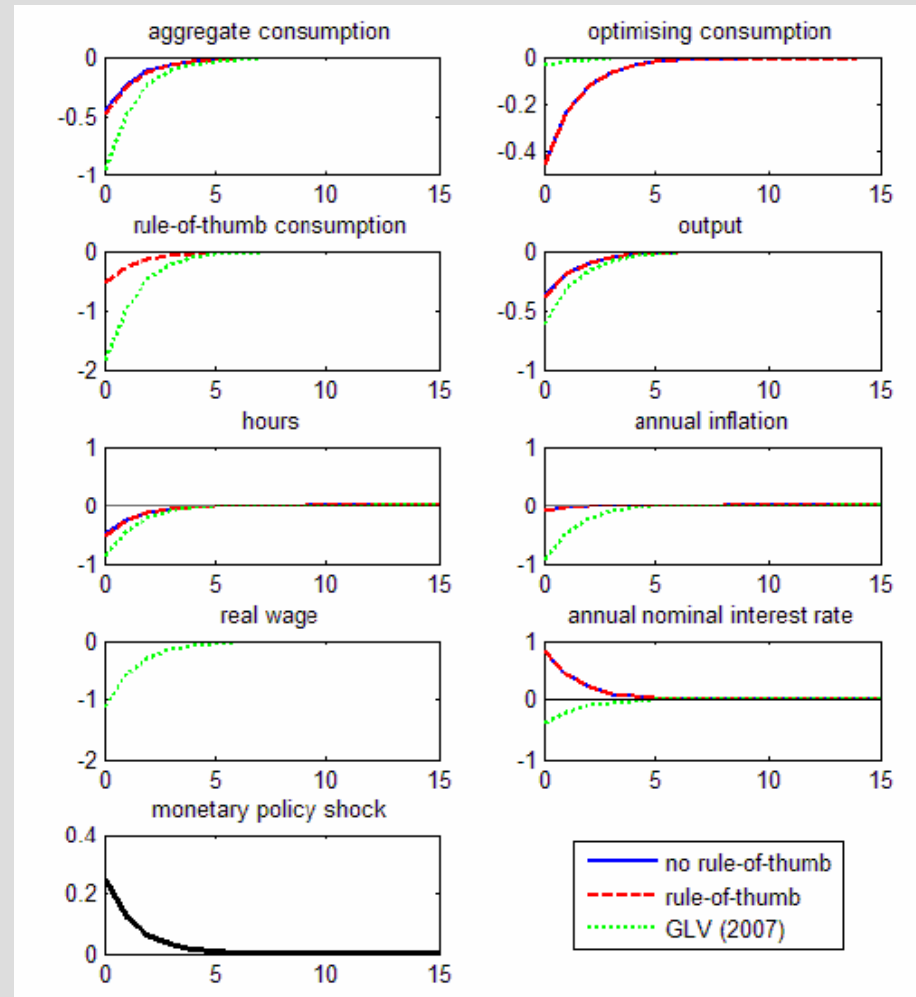 aggregate consumption
optimising consumption
0
-0.5
-1
0 5 10 15
0
-0.2
-0.4
0 5 10 15
rule-of-thumb consumption
output
0
-1
-2
0 5 10 15
0
-0.5
-1
0 5 10 15
hours
annual inflation
1
0
-1
0 5 10 15
1
0
-1
0 5 10 15
real wage
annual nominal interest rate
0
-1
-2
0 5 10 15
1
0
-1
0 5 10 15
monetary policy shock
0.4
0.2
0
0 5 10 15
no rule-of-thumb
rule-of-thumb
GLV (2007)